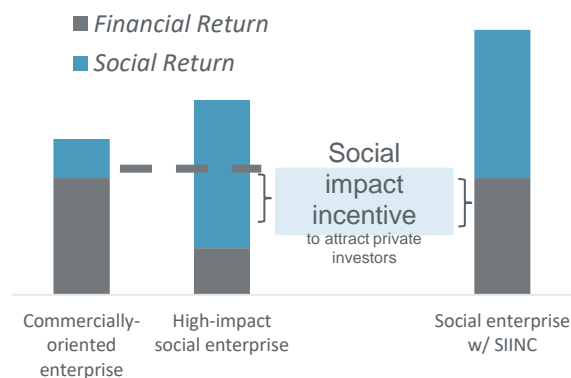 Financial Return
Social Return
Social
impact
incentive
to attract private
investors
Commercially-
oriented
enterprise
High-impact
social enterprise
Social enterprise
w/ SIINC